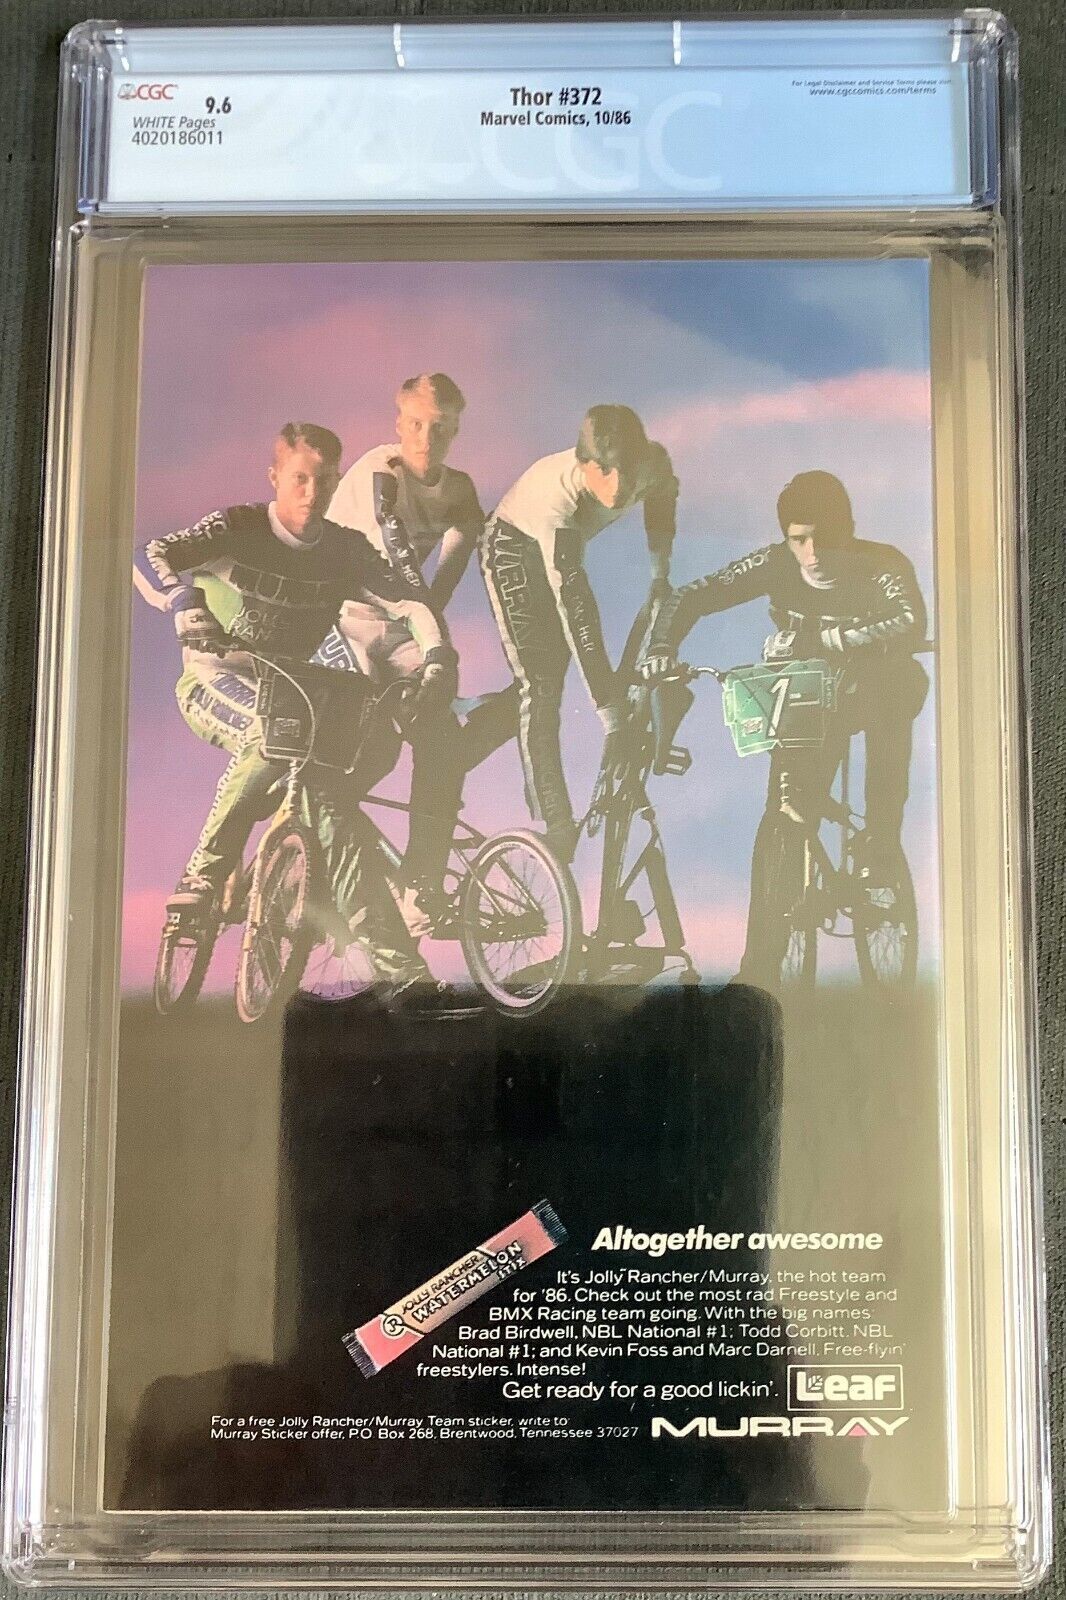 CGC
9.6
WHITE Pages
4020186011
Thor #372
Marvel Comics, 10/86
For Legal Disclaimer and Service Terms please visit
www.cgccomics.com/terms
CGC
JOLLY
RAN
MURRAY
1
JOLLY RANCHER
WATERMELON
STIX
Altogether awesome
It's Jolly Rancher/Murray, the hot team
for '86. Check out the most rad Freestyle and
BMX Racing team going. With the big names:
Brad Birdwell, NBL National #1; Todd Corbitt, NBL
National #1; and Kevin Foss and Marc Darnell, Free-flyin'
freestylers. Intense!
Get ready for a good lickin'.
Leaf
For a free Jolly Rancher/Murray Team sticker, write to:
Murray Sticker offer, P.O. Box 268, Brentwood, Tennessee 37027
MURRAY